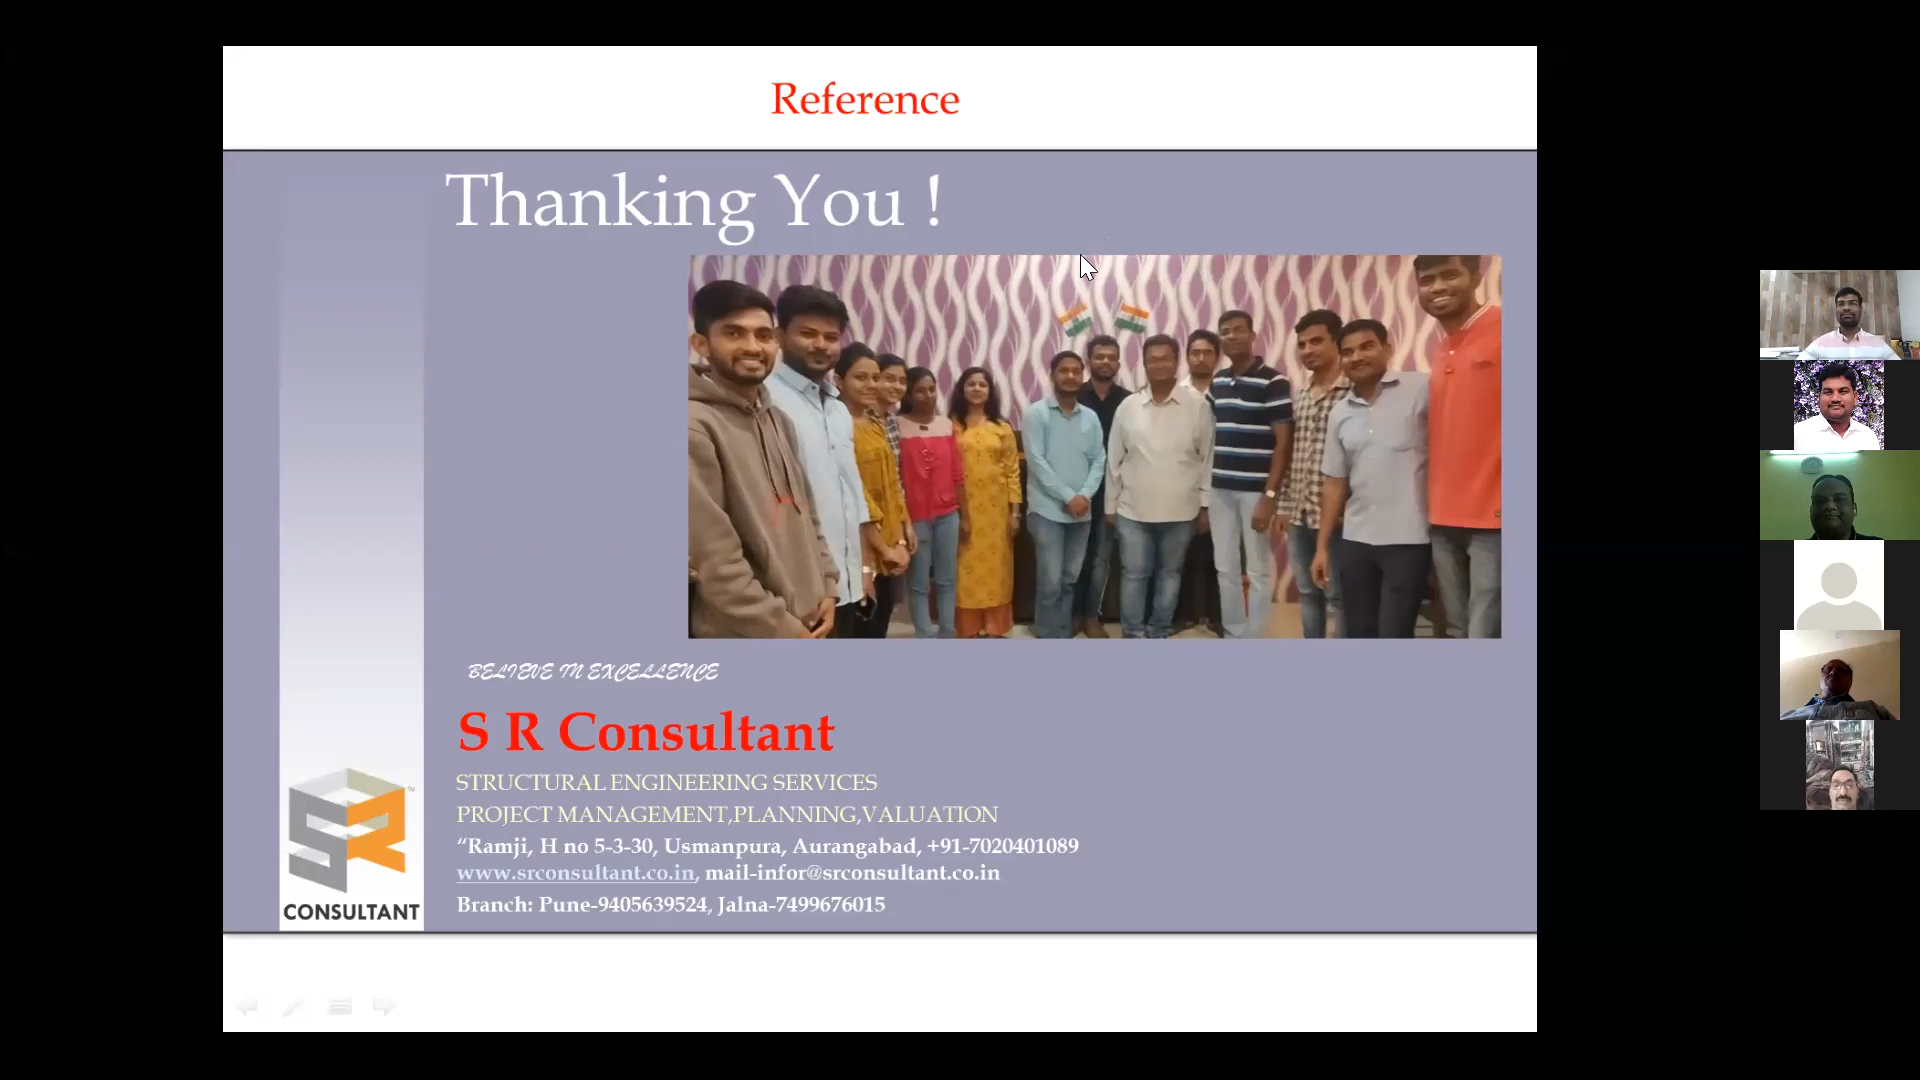 Reference
Thanking You !
BELIEVE IN EXCELLENCE
S R Consultant
STRUCTURAL ENGINEERING SERVICES
PROJECT MANAGEMENT,PLANNING,VALUATION
“Ramji, H no 5-3-30, Usmanpura, Aurangabad, +91-7020401089
www.srconsultant.co.in, mail-infor@srconsultant.co.in
Branch: Pune-9405639524, Jalna-7499676015
SR™
CONSULTANT